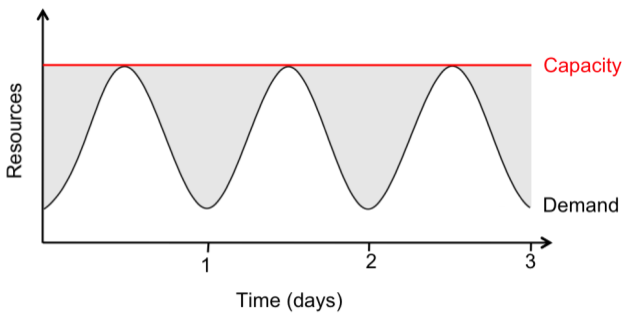 Capacity
Resources
Demand
1
2
3
Time (days)